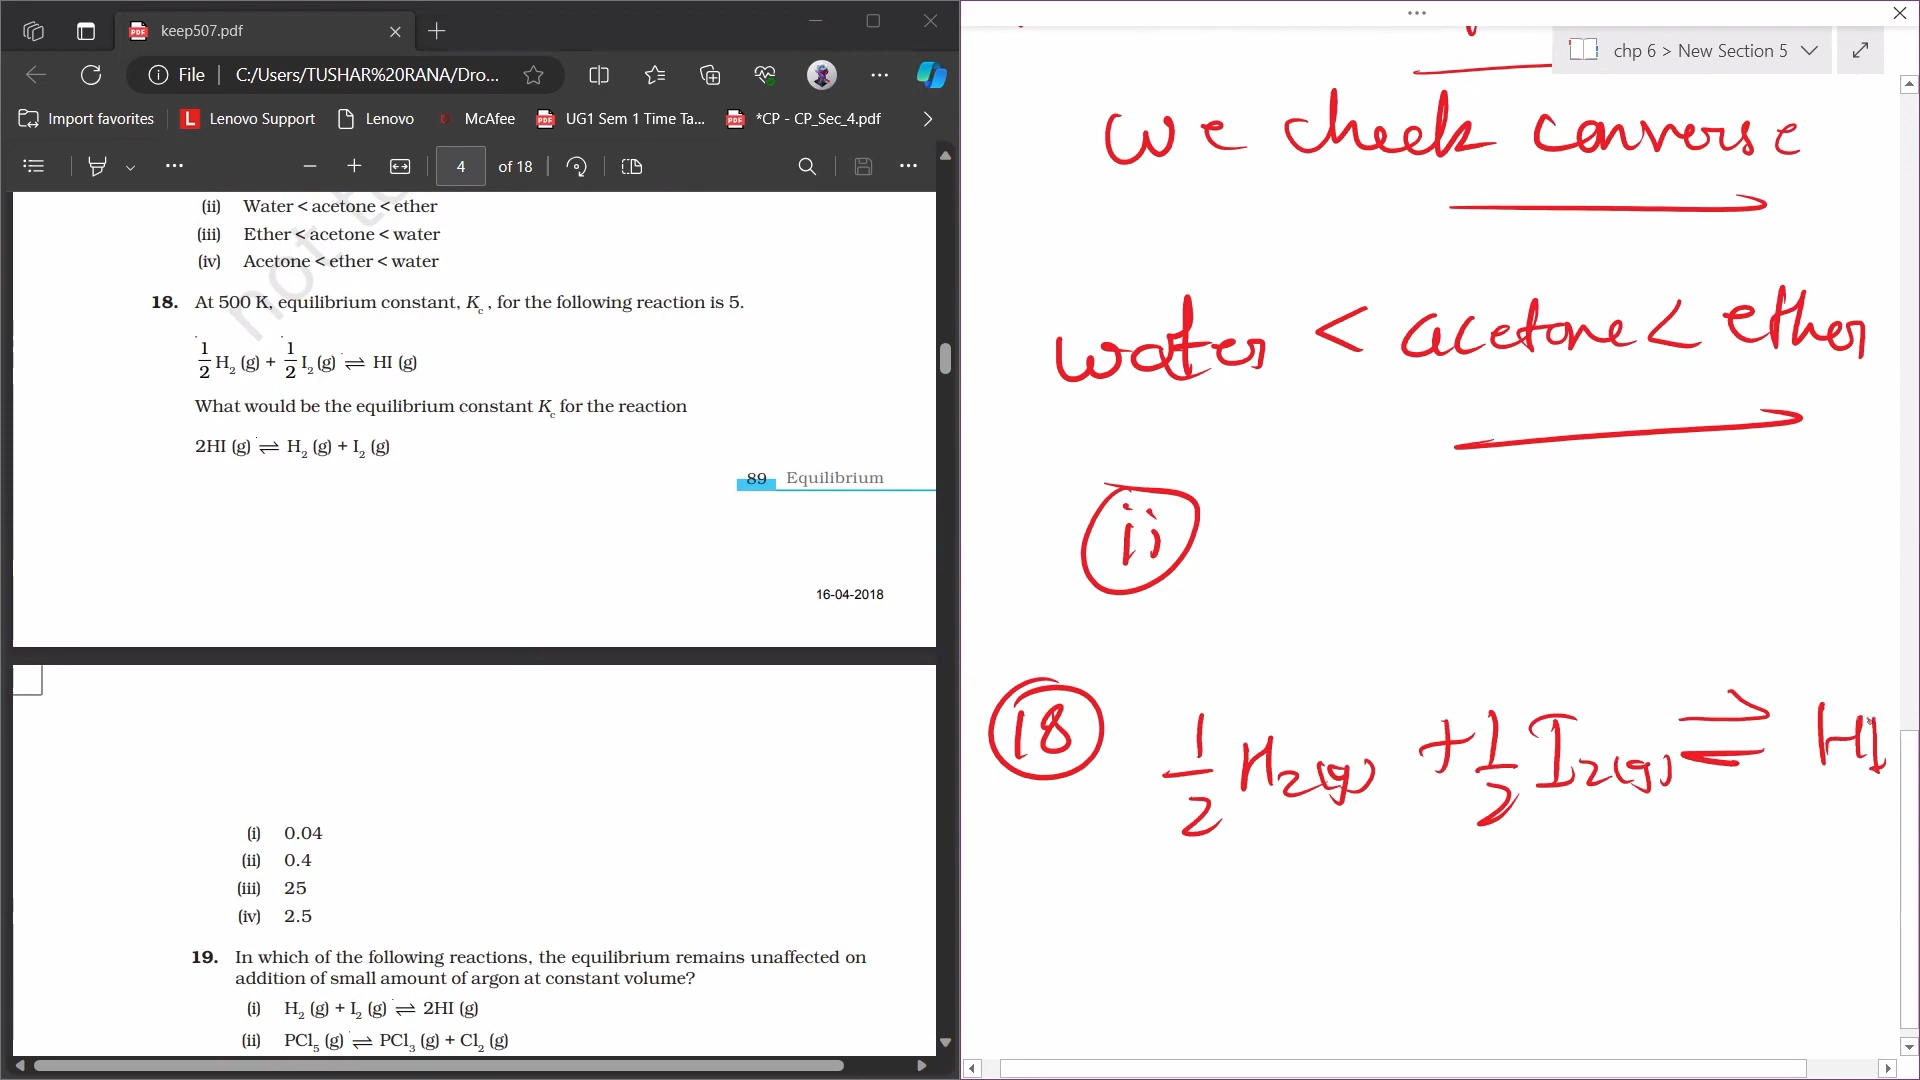 keep507.pdf
File C:/Users/TUSHAR%20RANA/Dro...
Import favorites Lenovo Support Lenovo McAfee UG1 Sem 1 Time Ta... *CP - CP_Sec_4.pdf
4 of 18
(ii) Water < acetone < ether
(iii) Ether < acetone < water
(iv) Acetone < ether < water
18. At 500 K, equilibrium constant, Kc , for the following reaction is 5.
1/2 H2 (g) + 1/2 I2 (g) ⇌ HI (g)
What would be the equilibrium constant Kc for the reaction
2HI (g) ⇌ H2 (g) + I2 (g)
89 Equilibrium
16-04-2018
(i) 0.04
(ii) 0.4
(iii) 25
(iv) 2.5
19. In which of the following reactions, the equilibrium remains unaffected on
addition of small amount of argon at constant volume?
(i) H2 (g) + I2 (g) ⇌ 2HI (g)
(ii) PCl5 (g) ⇌ PCl3 (g) + Cl2 (g)
not
chp 6 > New Section 5
we check converse
water < acetone < ether
ii
18 1/2 H2(g) + 1/2 I2(g) ⇌ HI